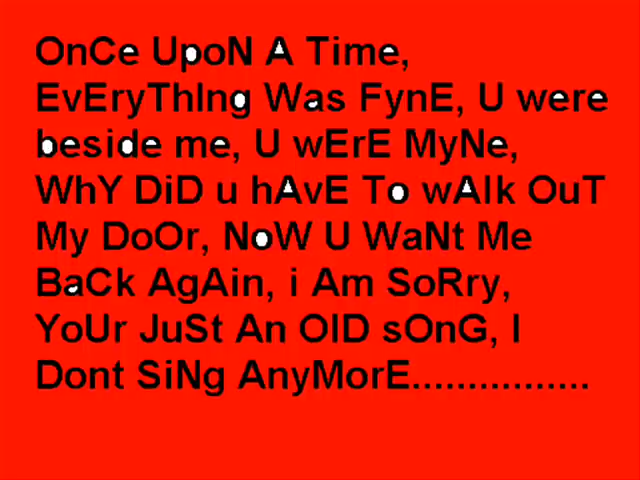 OnCe UpoN A Time,
EvEryThIng Was FynE, U were
beside me, U wErE MyNe,
WhY DiD u hAvE To wAlk OuT
My DoOr, NoW U WaNt Me
BaCk AgAin, i Am SoRry,
YoUr JuSt An OlD sOnG, I
Dont SiNg AnyMorE................